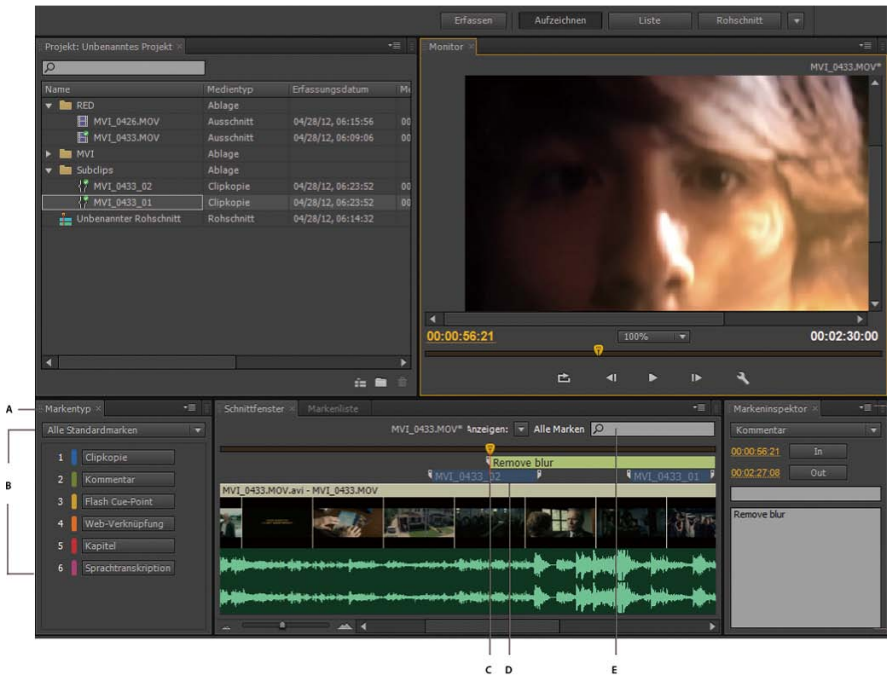 Erfassen Aufzeichnen Liste Rohschnitt
Projekt: Unbenanntes Projekt
Name Medientyp Erfassungsdatum
RED Ablage
MVI_0426.MOV Ausschnitt 04/28/12, 06:15:56 00
MVI_0433.MOV Ausschnitt 04/28/12, 06:09:06 00
MVI Ablage
Subclips Ablage
MVI_0433_02 Clipkopie 04/28/12, 06:23:52 00
MVI_0433_01 Clipkopie 04/28/12, 06:23:52 00
Unbenannter Rohschnitt Rohschnitt 04/28/12, 06:14:32
Monitor
MVI_0433.MOV*
00:00:56:21 100% 00:02:30:00
A
B
Markentyp
Alle Standardmarken
1 Clipkopie
2 Kommentar
3 Flash Cue-Point
4 Web-Verknüpfung
5 Kapitel
6 Sprachtranskription
Schnittfenster Markenliste
MVI_0433.MOV* Anzeigen: Alle Marken
Remove blur
MVI_0433_02 MVI_0433_01
MVI_0433.MOV.avi - MVI_0433.MOV
Markeninspektor
Kommentar
00:00:56:21 In
00:02:27:08 Out
Remove blur
C D E